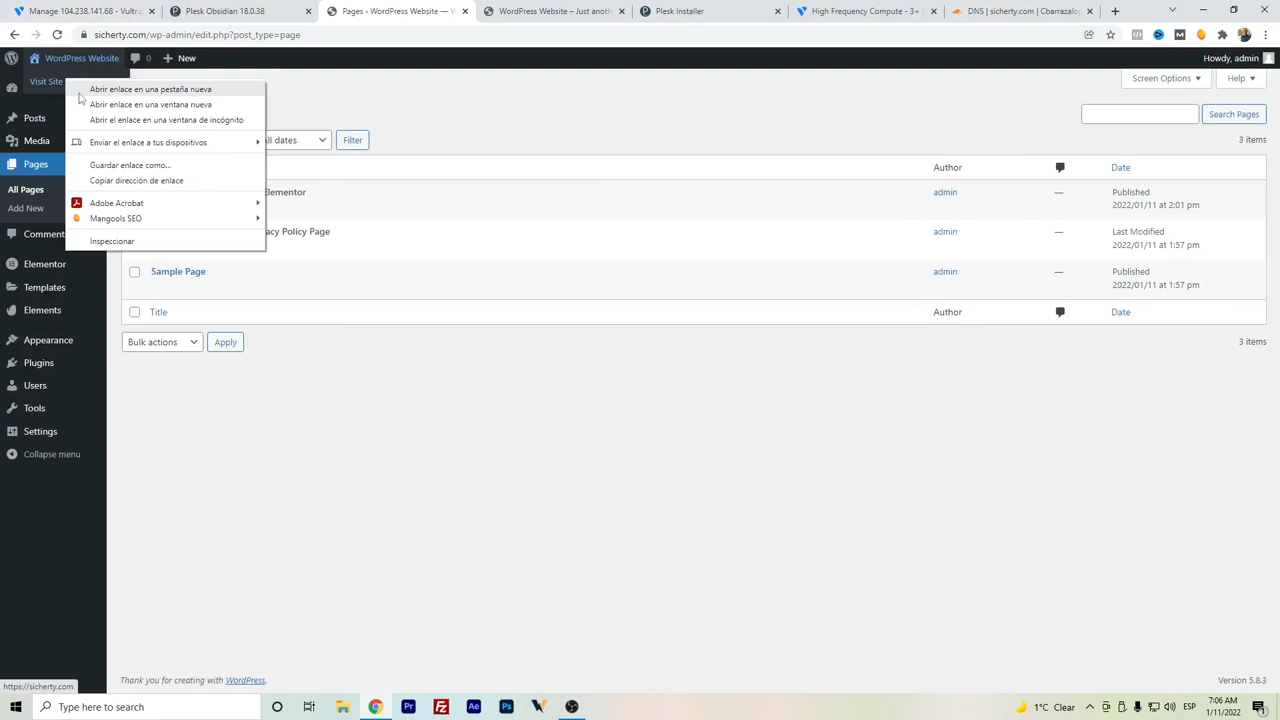 Manage 104.238.141.68 - Vultr.c
Plesk Obsidian 18.0.38
Pages ‹ WordPress Website — W
WordPress Website – Just anoth
Plesk Installer
High Frequency Compute - 3+ G
DNS | sicherty.com | Cbarrazalop
sicherty.com/wp-admin/edit.php?post_type=page
WordPress Website
0
New
Howdy, admin
Visit Site
Screen Options
Help
Abrir enlace en una pestaña nueva
Abrir enlace en una ventana nueva
Abrir el enlace en una ventana de incógnito
Enviar el enlace a tus dispositivos
Guardar enlace como...
Copiar dirección de enlace
Adobe Acrobat
Mangools SEO
Inspeccionar
Posts
Media
Pages
All Pages
Add New
Comment
Elementor
Templates
Elements
Appearance
Plugins
Users
Tools
Settings
Collapse menu
Search Pages
All dates
Filter
3 items
Author
Date
Elementor
admin
—
Published
2022/01/11 at 2:01 pm
acy Policy Page
admin
—
Last Modified
2022/01/11 at 1:57 pm
Sample Page
admin
—
Published
2022/01/11 at 1:57 pm
Title
Author
Date
Bulk actions
Apply
3 items
Thank you for creating with WordPress.
Version 5.8.3
https://sicherty.com
Type here to search
Pr
Fz
Ae
Ps
1°C Clear
ESP
7:06 AM
1/11/2022